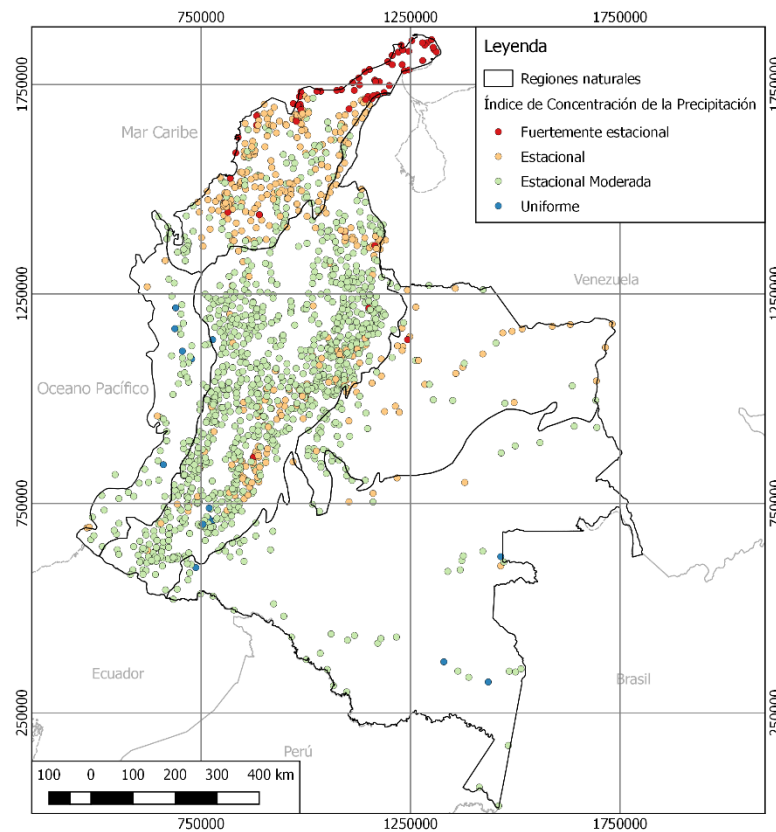 750000 1250000 1750000
Leyenda
Regiones naturales
Índice de Concentración de la Precipitación
Fuertemente estacional
Estacional
Estacional Moderada
Uniforme
1750000 1750000
Mar Caribe
Venezuela
1250000 1250000
Oceano Pacífico
750000 750000
Ecuador
Brasil
250000 250000
Perú
100 0 100 200 300 400 km
750000 1250000 1750000